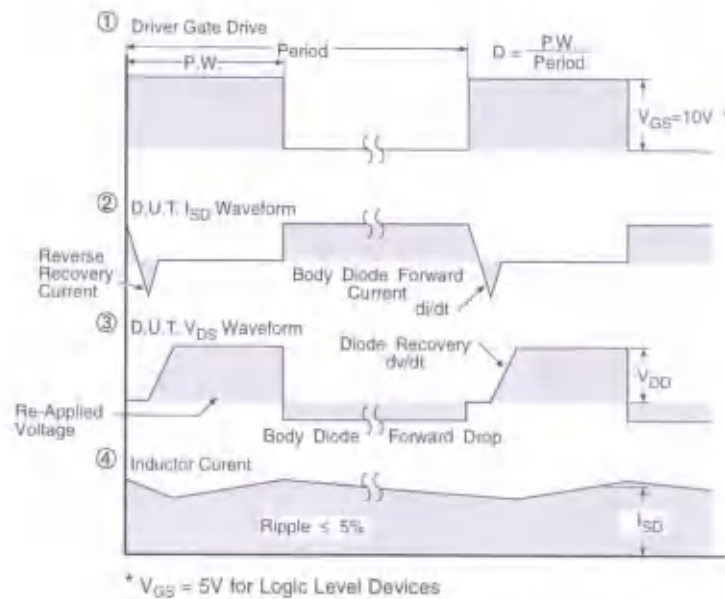 ① Driver Gate Drive
P.W.
Period
D = P.W.
Period
V_GS=10V *
② D.U.T. I_SD Waveform
Reverse
Recovery
Current
Body Diode Forward
Current
di/dt
③ D.U.T. V_DS Waveform
Diode Recovery
dv/dt
V_DD
Re-Applied
Voltage
Body Diode Forward Drop
④ Inductor Curent
Ripple ≤ 5%
I_SD
* V_GS = 5V for Logic Level Devices